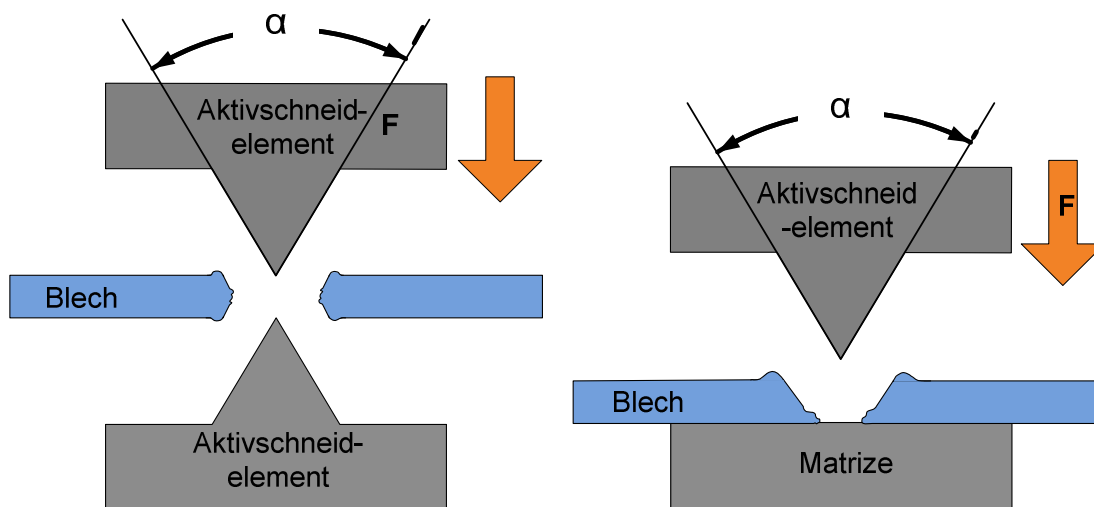 α
Aktivschneid-
element
F
Blech
Aktivschneid-
element
α
Aktivschneid
-element
F
Blech
Matrize